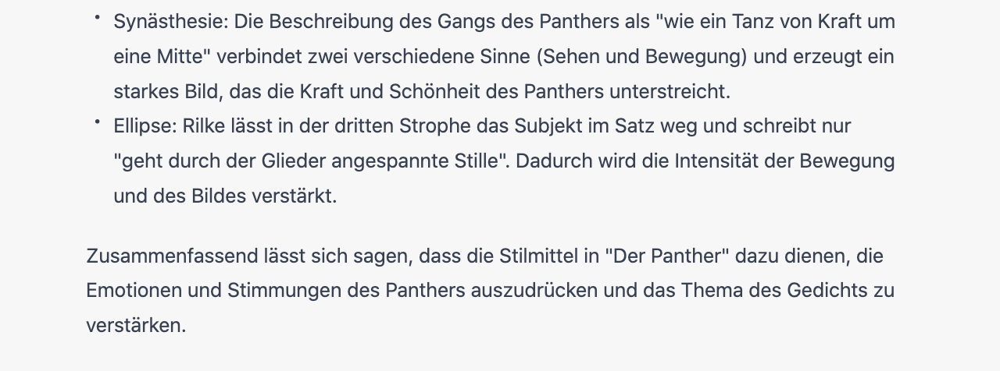 • Synästhesie: Die Beschreibung des Gangs des Panthers als "wie ein Tanz von Kraft um
eine Mitte" verbindet zwei verschiedene Sinne (Sehen und Bewegung) und erzeugt ein
starkes Bild, das die Kraft und Schönheit des Panthers unterstreicht.
• Ellipse: Rilke lässt in der dritten Strophe das Subjekt im Satz weg und schreibt nur
"geht durch der Glieder angespannte Stille". Dadurch wird die Intensität der Bewegung
und des Bildes verstärkt.
Zusammenfassend lässt sich sagen, dass die Stilmittel in "Der Panther" dazu dienen, die
Emotionen und Stimmungen des Panthers auszudrücken und das Thema des Gedichts zu
verstärken.